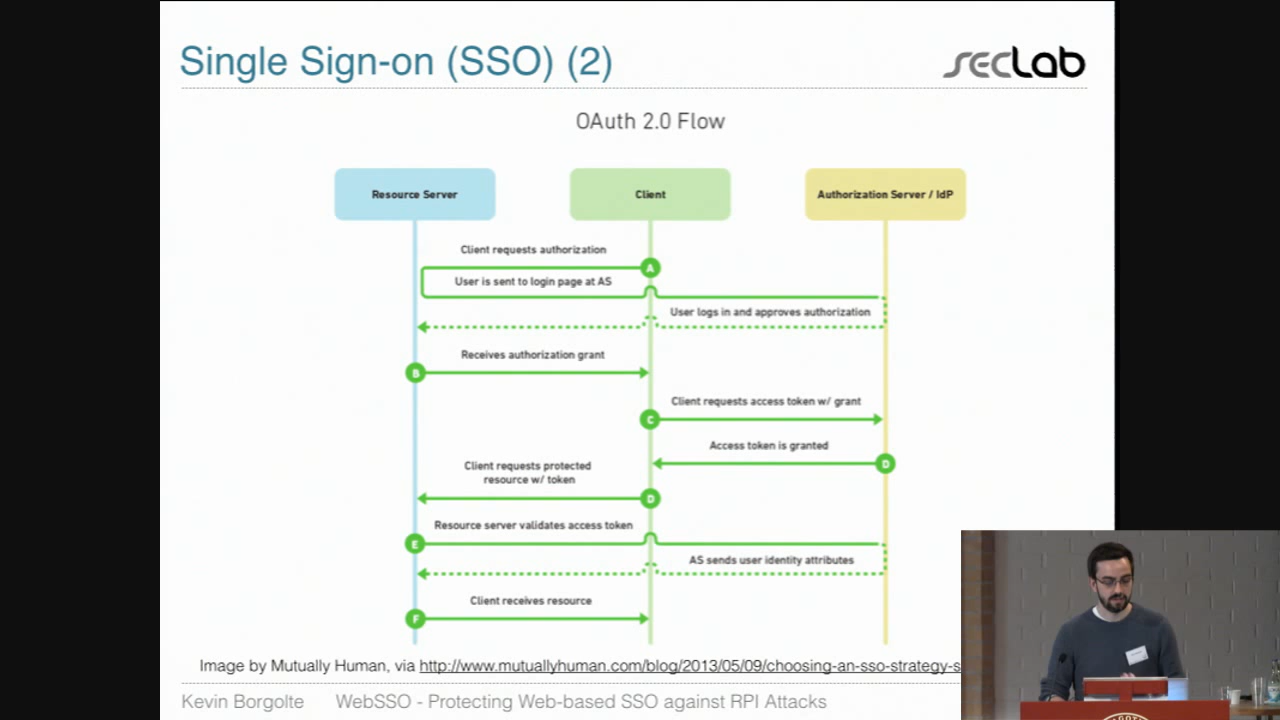 Single Sign-on (SSO) (2)
seclab
OAuth 2.0 Flow
Resource Server
Client
Authorization Server / IdP
Client requests authorization
A
User is sent to login page at AS
User logs in and approves authorization
Receives authorization grant
B
Client requests access token w/ grant
C
Access token is granted
D
Client requests protected
resource w/ token
D
Resource server validates access token
E
AS sends user identity attributes
Client receives resource
F
Image by Mutually Human, via http://www.mutuallyhuman.com/blog/2013/05/09/choosing-an-sso-strategy-s
Kevin Borgolte WebSSO - Protecting Web-based SSO against RPI Attacks